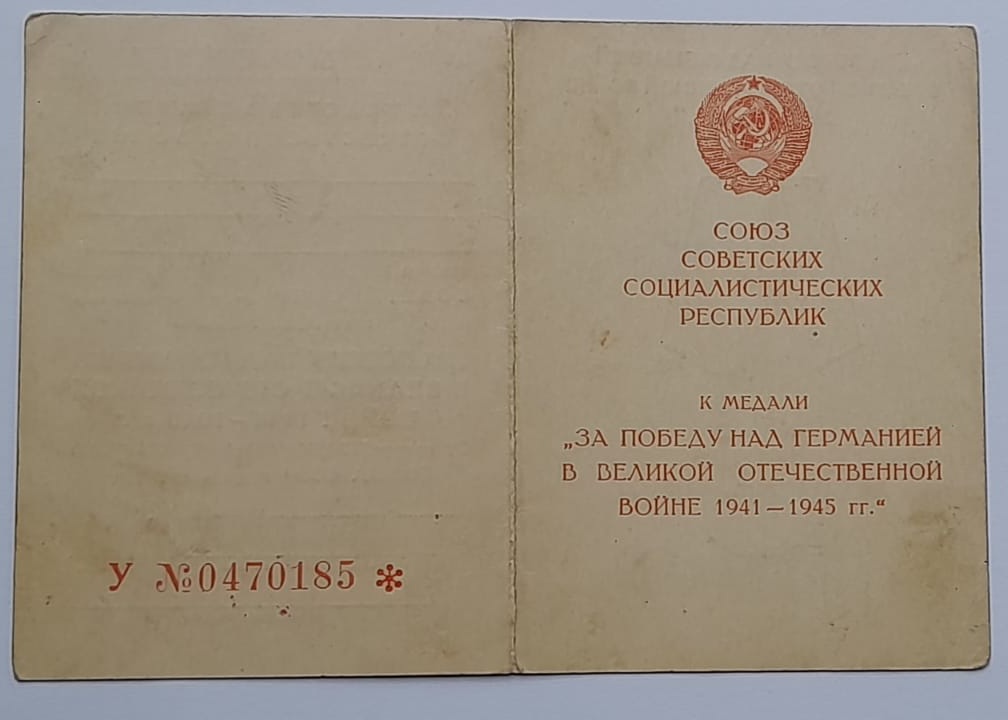 У №0470185 *
СОЮЗ
СОВЕТСКИХ
СОЦИАЛИСТИЧЕСКИХ
РЕСПУБЛИК
К МЕДАЛИ
„ЗА ПОБЕДУ НАД ГЕРМАНИЕЙ
В ВЕЛИКОЙ ОТЕЧЕСТВЕННОЙ
ВОЙНЕ 1941—1945 гг.“